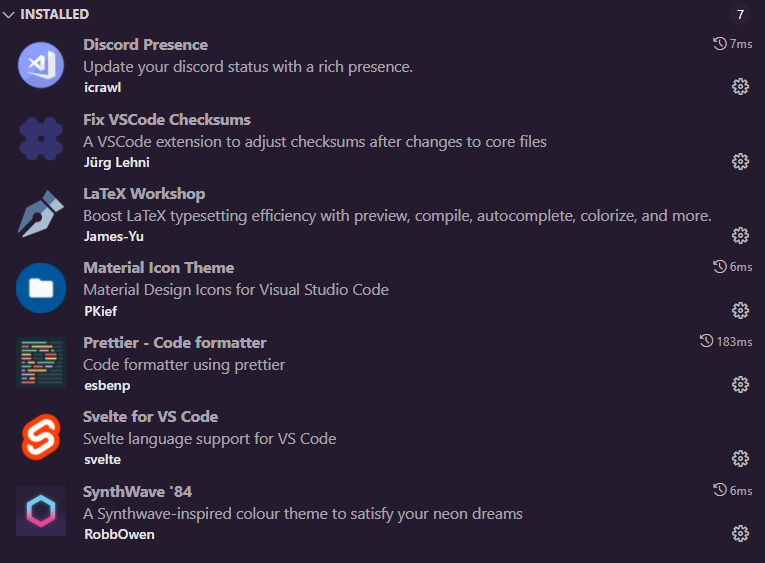 INSTALLED 7
Discord Presence 7ms
Update your discord status with a rich presence.
icrawl
Fix VSCode Checksums
A VSCode extension to adjust checksums after changes to core files
Jürg Lehni
LaTeX Workshop
Boost LaTeX typesetting efficiency with preview, compile, autocomplete, colorize, and more.
James-Yu
Material Icon Theme 6ms
Material Design Icons for Visual Studio Code
PKief
Prettier - Code formatter 183ms
Code formatter using prettier
esbenp
Svelte for VS Code
Svelte language support for VS Code
svelte
SynthWave '84 6ms
A Synthwave-inspired colour theme to satisfy your neon dreams
RobbOwen